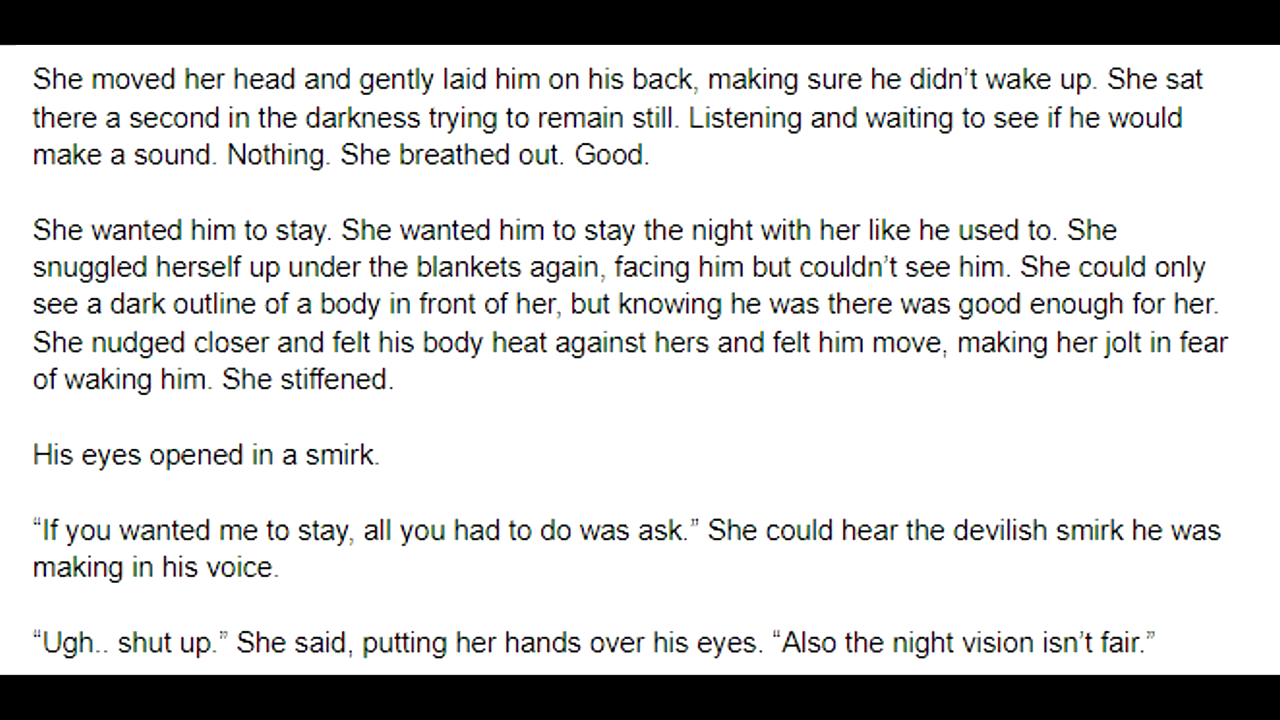 She moved her head and gently laid him on his back, making sure he didn’t wake up. She sat
there a second in the darkness trying to remain still. Listening and waiting to see if he would
make a sound. Nothing. She breathed out. Good.
She wanted him to stay. She wanted him to stay the night with her like he used to. She
snuggled herself up under the blankets again, facing him but couldn’t see him. She could only
see a dark outline of a body in front of her, but knowing he was there was good enough for her.
She nudged closer and felt his body heat against hers and felt him move, making her jolt in fear
of waking him. She stiffened.
His eyes opened in a smirk.
“If you wanted me to stay, all you had to do was ask.” She could hear the devilish smirk he was
making in his voice.
“Ugh.. shut up.” She said, putting her hands over his eyes. “Also the night vision isn’t fair.”